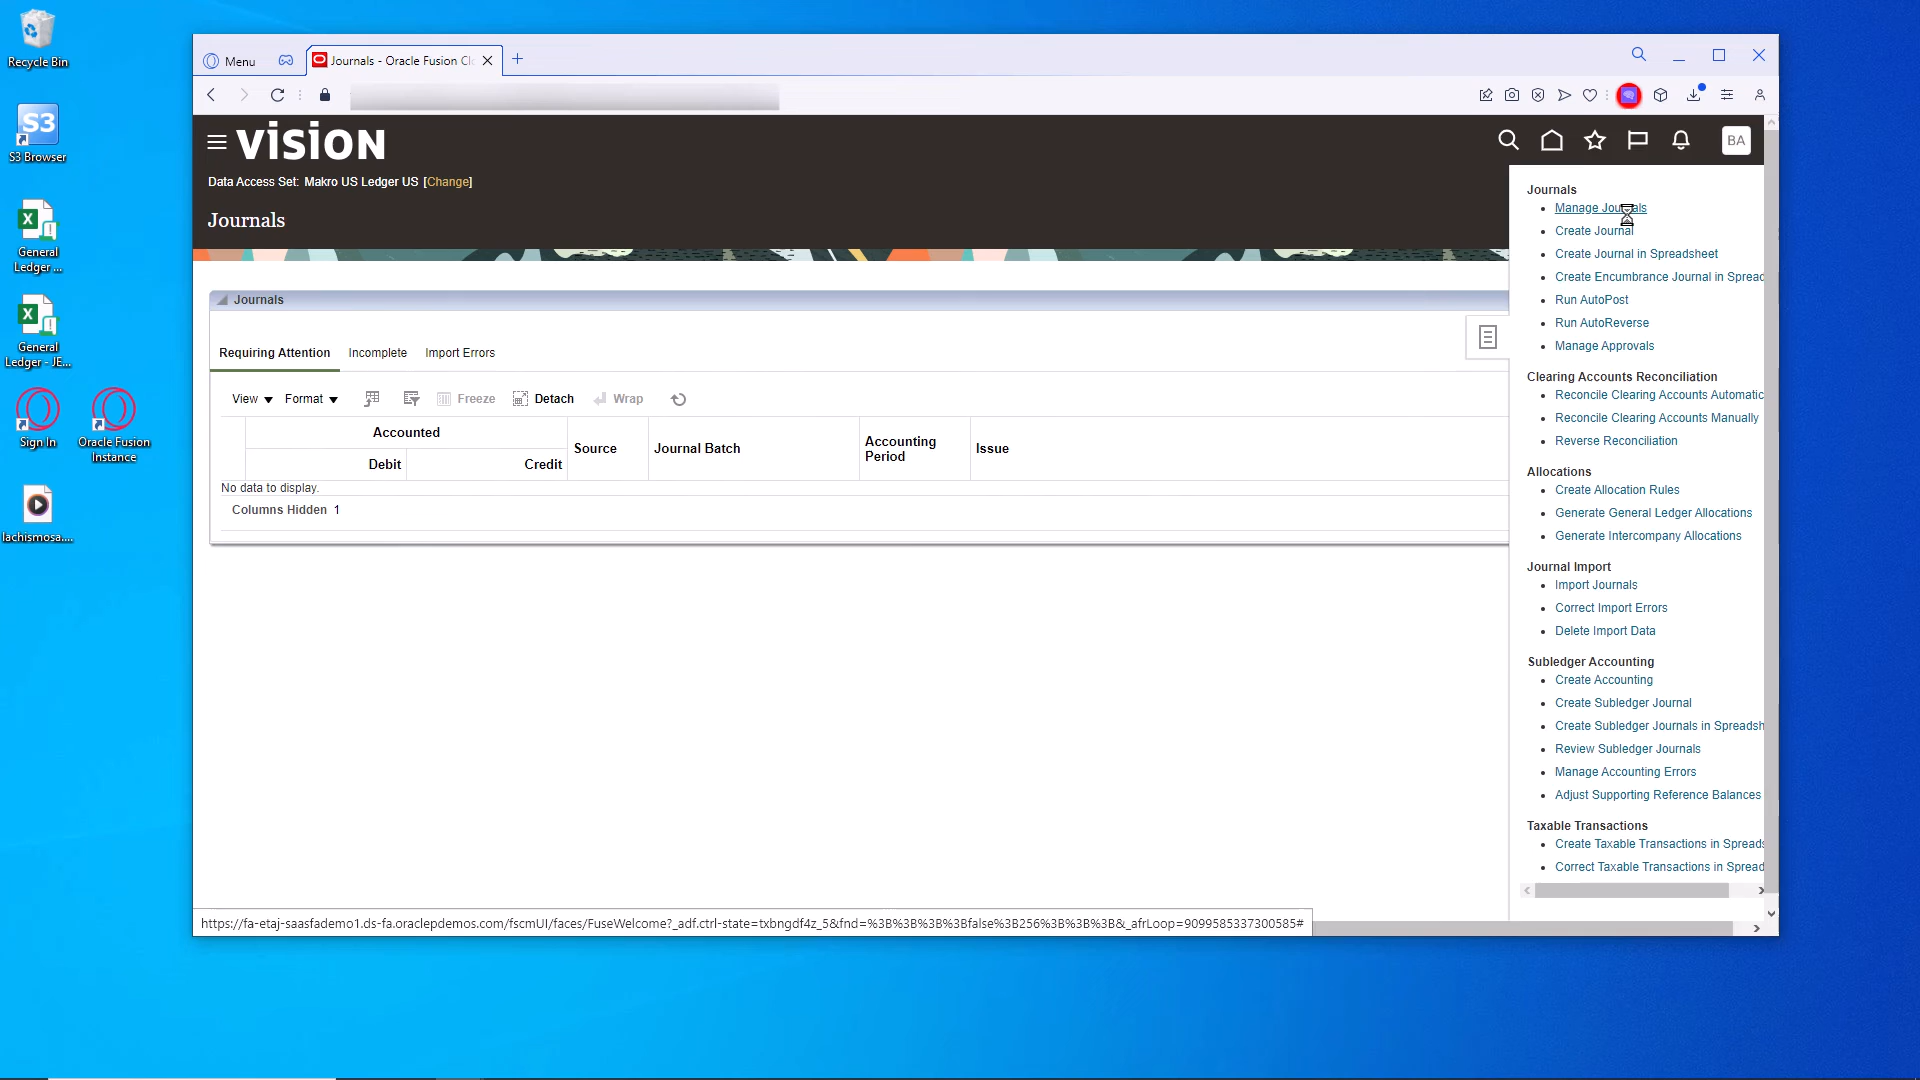 Recycle Bin
S3
S3 Browser
General
Ledger ...
General
Ledger - JE...
Sign In
Oracle Fusion
Instance
lachismosa....
Menu
Journals - Oracle Fusion Cl
VISION
BA
Data Access Set: Makro US Ledger US [Change]
Journals
Journals
Requiring Attention
Incomplete
Import Errors
View
Format
Freeze
Detach
Wrap
Accounted
Debit
Credit
Source
Journal Batch
Accounting
Period
Issue
No data to display.
Columns Hidden 1
Journals
Manage Journals
Create Journal
Create Journal in Spreadsheet
Create Encumbrance Journal in Spread
Run AutoPost
Run AutoReverse
Manage Approvals
Clearing Accounts Reconciliation
Reconcile Clearing Accounts Automatic
Reconcile Clearing Accounts Manually
Reverse Reconciliation
Allocations
Create Allocation Rules
Generate General Ledger Allocations
Generate Intercompany Allocations
Journal Import
Import Journals
Correct Import Errors
Delete Import Data
Subledger Accounting
Create Accounting
Create Subledger Journal
Create Subledger Journals in Spreadsh
Review Subledger Journals
Manage Accounting Errors
Adjust Supporting Reference Balances
Taxable Transactions
Create Taxable Transactions in Spreads
Correct Taxable Transactions in Spread
https://fa-etaj-saasfademo1.ds-fa.oraclepdemos.com/fscmUI/faces/FuseWelcome?_adf.ctrl-state=txbngdf4z_5&fnd=%3B%3B%3B%3Bfalse%3B256%3B%3B%3B&_afrLoop=9099585337300585#